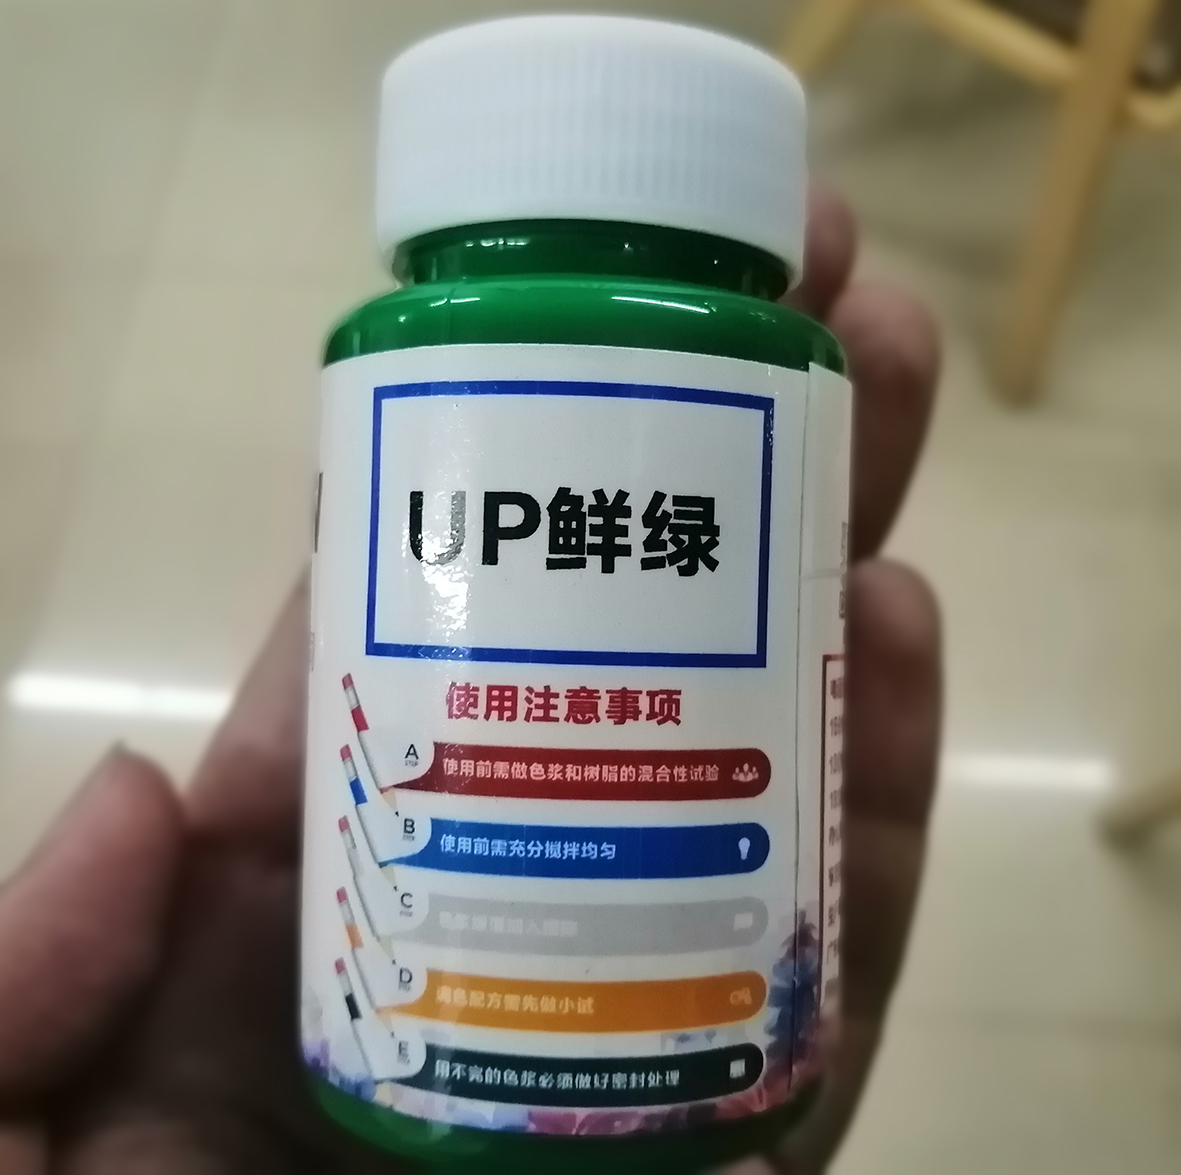 UP鲜绿
使用注意事项
A
STEP
使用前需做色浆和树脂的混合性试验
B
使用前需充分搅拌均匀
C
D
调色配方需先做小试
E
用不完的色浆必须做好密封处理